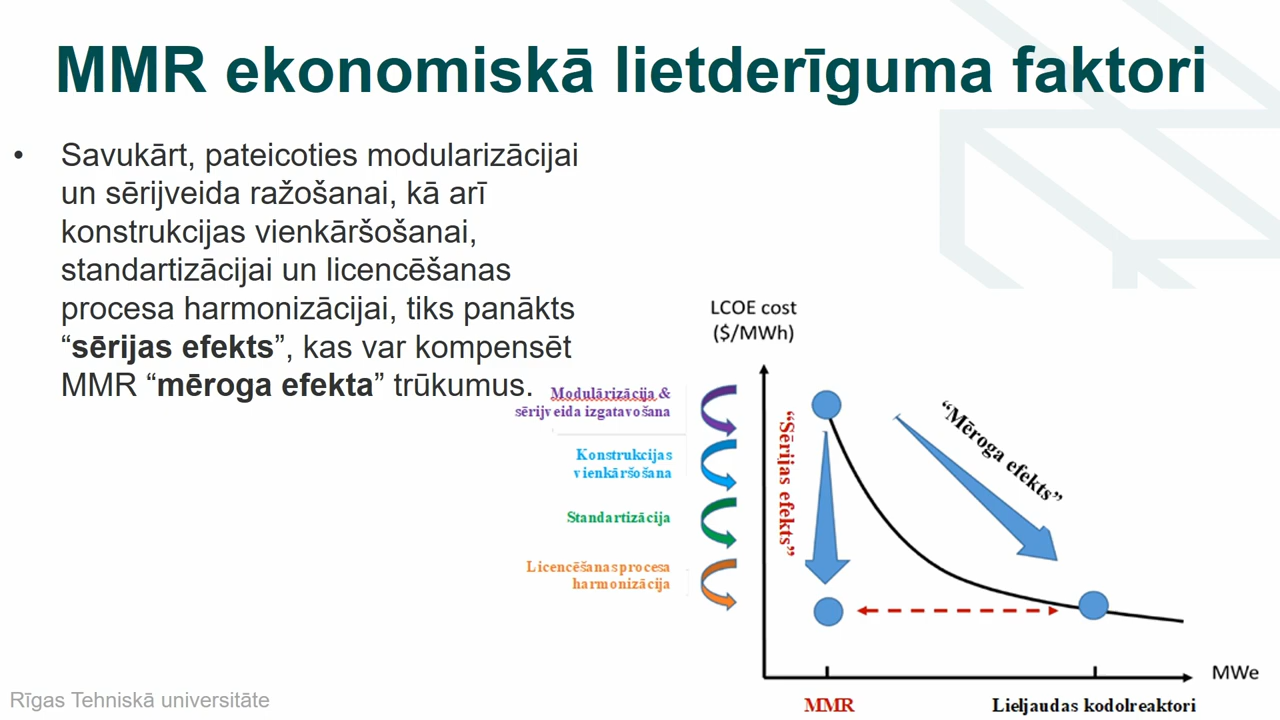 MMR ekonomiskā lietderīguma faktori
• Savukārt, pateicoties modularizācijai
un sērijveida ražošanai, kā arī
konstrukcijas vienkāršošanai,
standartizācijai un licencēšanas
procesa harmonizācijai, tiks panākts
“sērijas efekts”, kas var kompensēt
MMR “mēroga efekta” trūkumus.
LCOE cost
($/MWh)
Modulārizācija &
sērijveida izgatavošana
Konstrukcijas
vienkāršošana
Standartizācija
Licencēšanas procesa
harmonizācija
“Sērijas efekts”
“Mēroga efekts”
MWe
MMR
Lieljaudas kodolreaktori
Rīgas Tehniskā universitāte